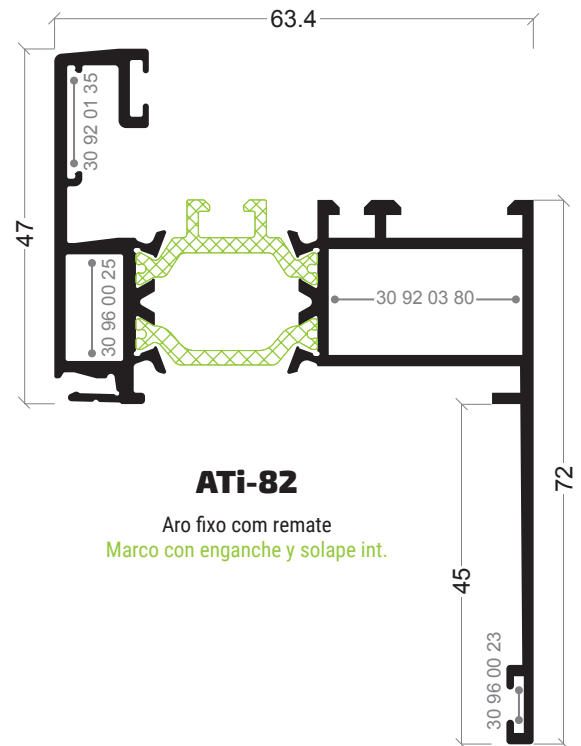 63.4
30 92 01 35
47
30 96 00 25
30 92 03 80
ATi-82
Aro fixo com remate
Marco con enganche y solape int.
72
45
30 96 00 23